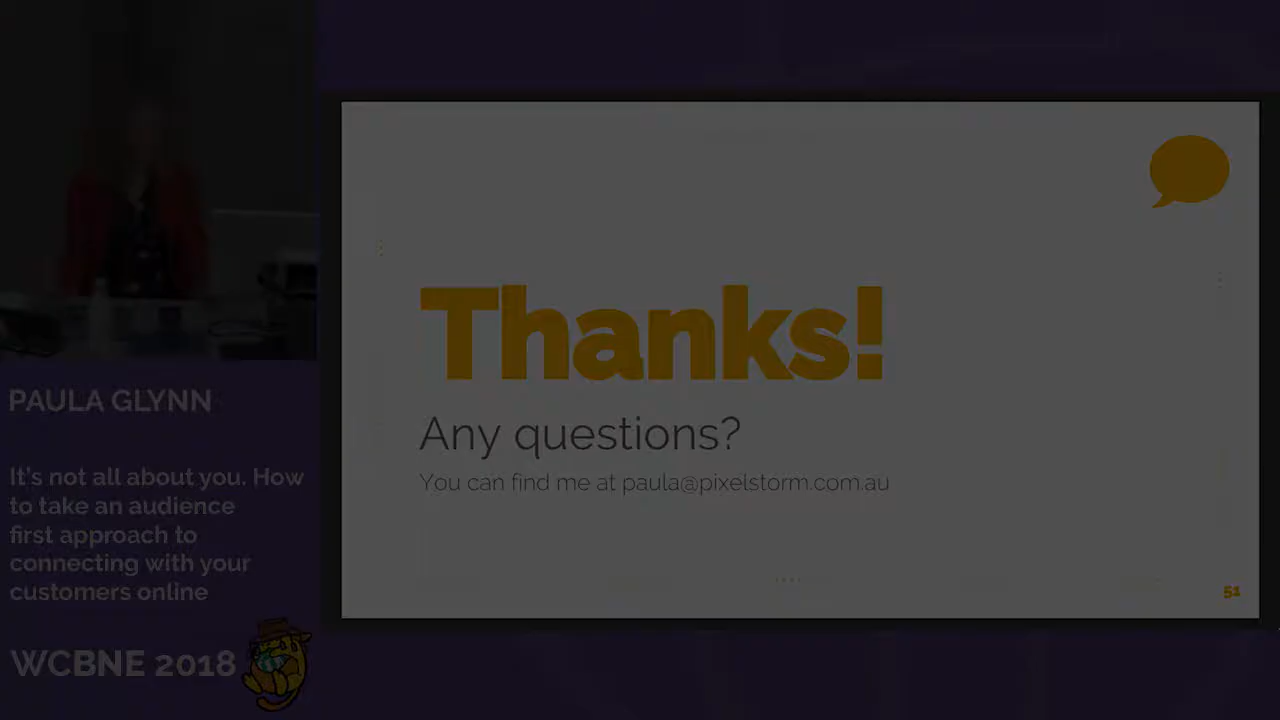 PAULA GLYNN
It's not all about you. How
to take an audience
first approach to
connecting with your
customers online
WCBNE 2018
Thanks!
Any questions?
You can find me at paula@pixelstorm.com.au
51